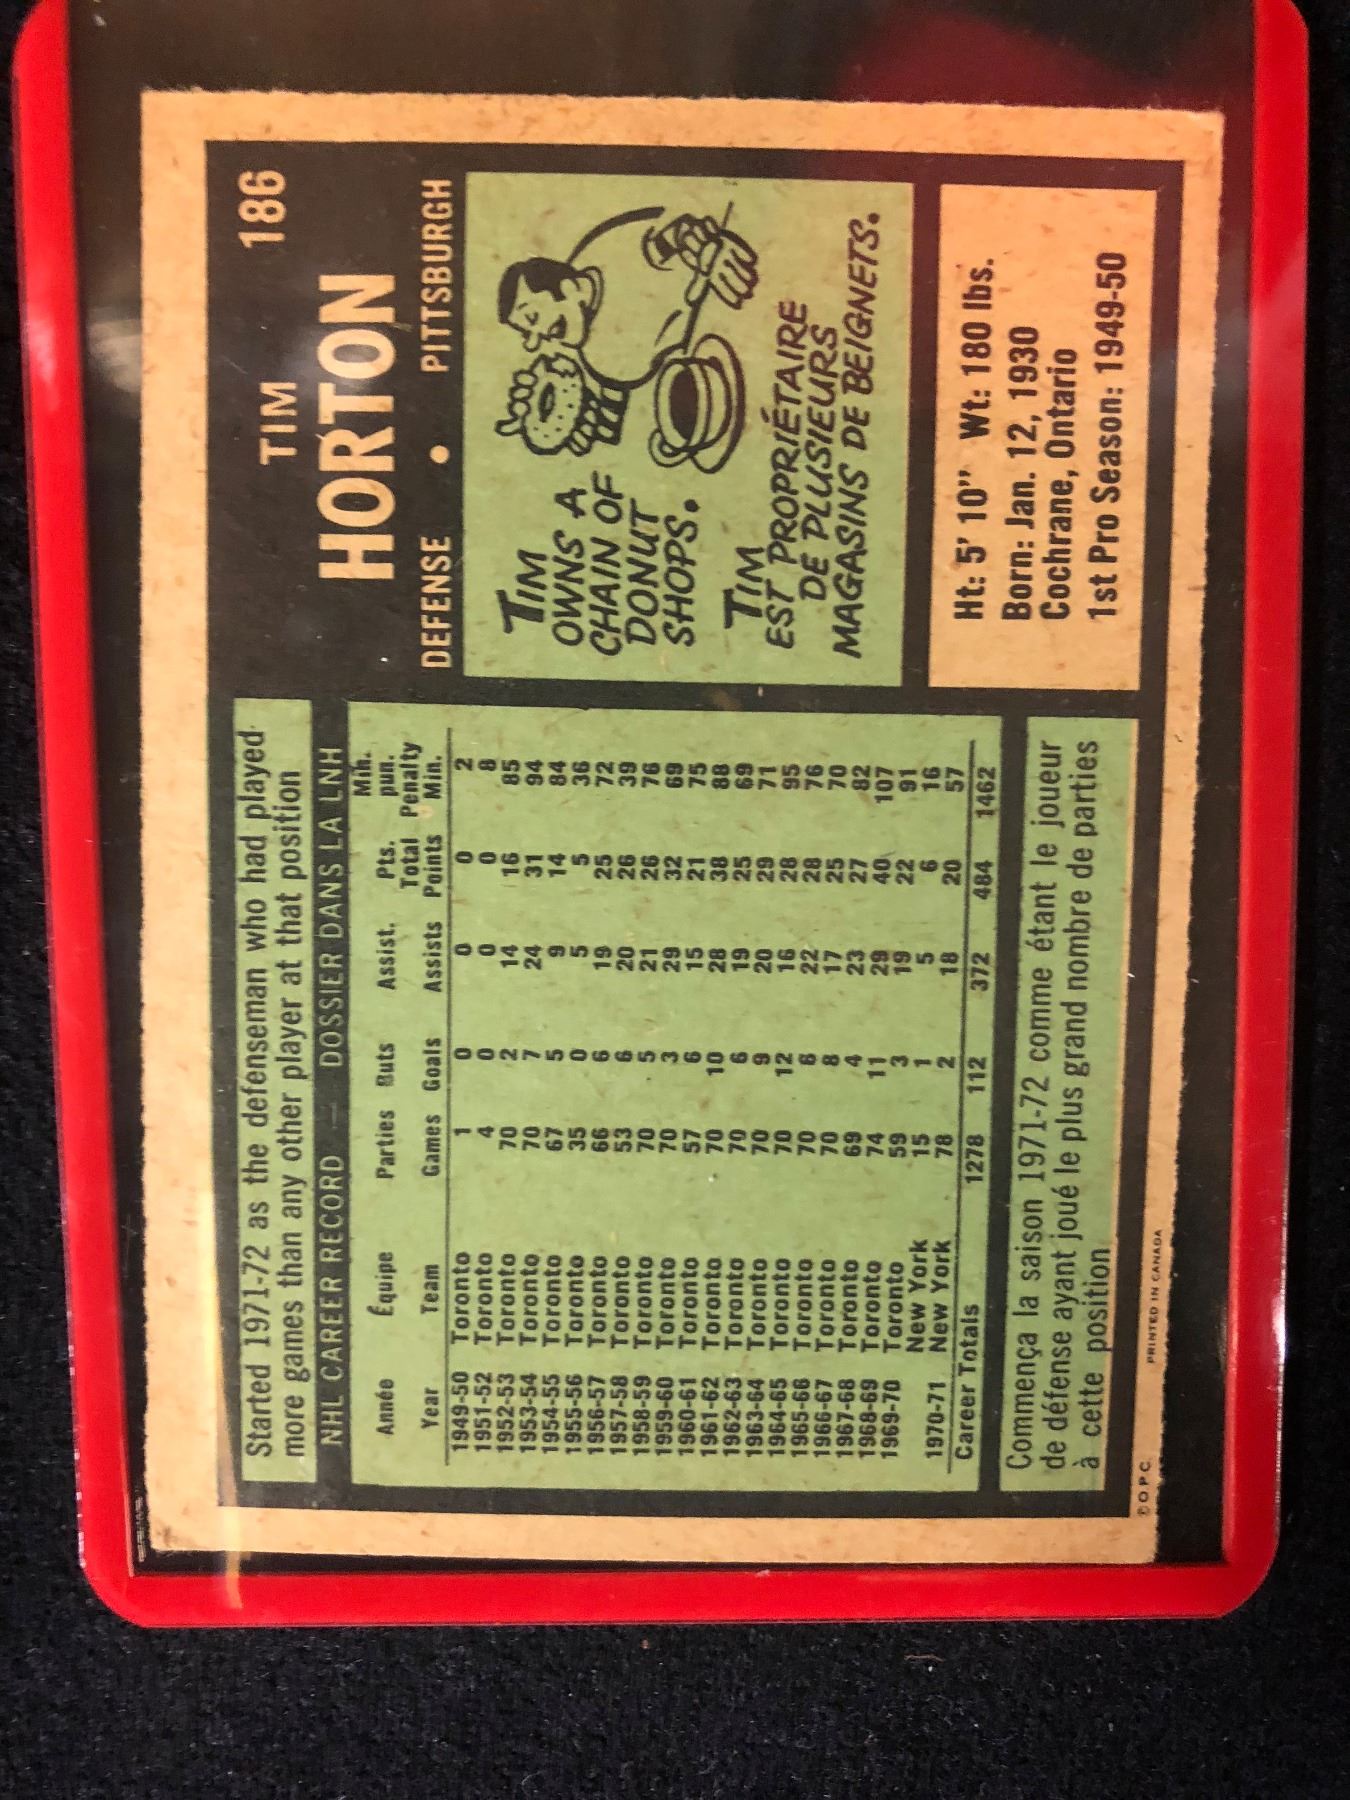 Started 1971-72 as the defenseman who had played
more games than any other player at that position
NHL CAREER RECORD — DOSSIER DANS LA LNH
Année Équipe Parties Buts Assist. Pts. Min. pun.
Year Team Games Goals Assists Total Points Penalty Min.
1949-50 Toronto 1 0 0 0 2
1951-52 Toronto 4 0 0 0 8
1952-53 Toronto 70 2 14 16 85
1953-54 Toronto 70 7 24 31 94
1954-55 Toronto 67 5 9 14 84
1955-56 Toronto 35 0 5 5 36
1956-57 Toronto 66 6 19 25 72
1957-58 Toronto 53 6 20 26 39
1958-59 Toronto 70 5 21 26 76
1959-60 Toronto 70 3 29 32 69
1960-61 Toronto 57 6 15 21 75
1961-62 Toronto 70 10 28 38 88
1962-63 Toronto 70 6 19 25 69
1963-64 Toronto 70 9 20 29 71
1964-65 Toronto 70 12 16 28 95
1965-66 Toronto 70 6 22 28 76
1966-67 Toronto 70 8 17 25 70
1967-68 Toronto 69 4 23 27 82
1968-69 Toronto 74 11 29 40 107
1969-70 Toronto 59 3 19 22 91
New York 15 1 5 6 16
1970-71 New York 78 2 18 20 57
Career Totals 1278 112 372 484 1462
Commença la saison 1971-72 comme étant le joueur
de défense ayant joué le plus grand nombre de parties
à cette position
© O.P.C. PRINTED IN CANADA
186
TIM
HORTON
DEFENSE • PITTSBURGH
TIM
OWNS A
CHAIN OF
DONUT
SHOPS.
TIM
EST PROPRIÉTAIRE
DE PLUSIEURS
MAGASINS DE BEIGNETS.
Ht: 5' 10" Wt: 180 lbs.
Born: Jan. 12, 1930
Cochrane, Ontario
1st Pro Season: 1949-50